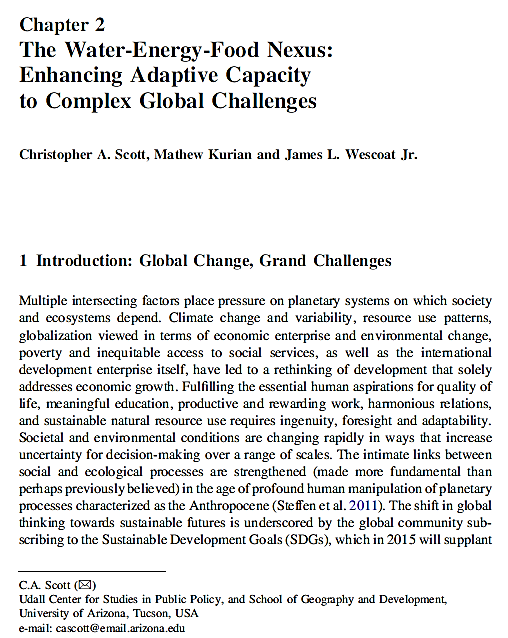 Chapter 2
The Water-Energy-Food Nexus:
Enhancing Adaptive Capacity
to Complex Global Challenges
Christopher A. Scott, Mathew Kurian and James L. Wescoat Jr.
1 Introduction: Global Change, Grand Challenges
Multiple intersecting factors place pressure on planetary systems on which society
and ecosystems depend. Climate change and variability, resource use patterns,
globalization viewed in terms of economic enterprise and environmental change,
poverty and inequitable access to social services, as well as the international
development enterprise itself, have led to a rethinking of development that solely
addresses economic growth. Fulfilling the essential human aspirations for quality of
life, meaningful education, productive and rewarding work, harmonious relations,
and sustainable natural resource use requires ingenuity, foresight and adaptability.
Societal and environmental conditions are changing rapidly in ways that increase
uncertainty for decision-making over a range of scales. The intimate links between
social and ecological processes are strengthened (made more fundamental than
perhaps previously believed) in the age of profound human manipulation of planetary
processes characterized as the Anthropocene (Steffen et al. 2011). The shift in global
thinking towards sustainable futures is underscored by the global community sub-
scribing to the Sustainable Development Goals (SDGs), which in 2015 will supplant
C.A. Scott (✉)
Udall Center for Studies in Public Policy, and School of Geography and Development,
University of Arizona, Tucson, USA
e-mail: cascott@email.arizona.edu